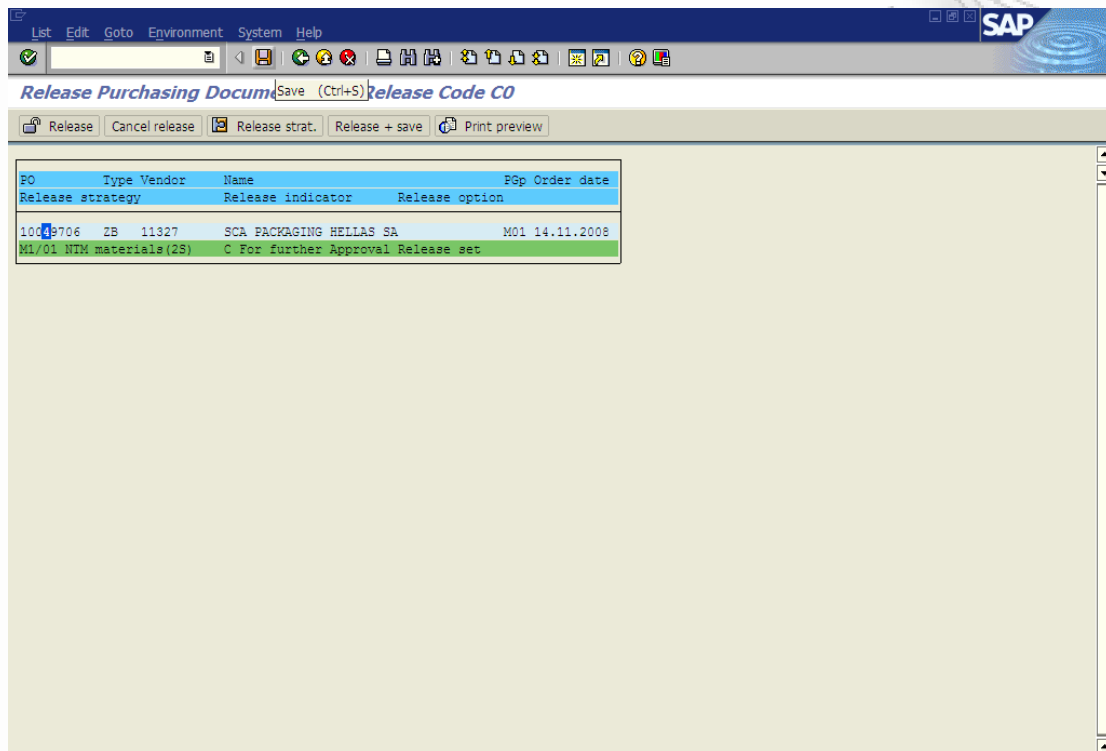 List Edit Goto Environment System Help
SAP
Save (Ctrl+S)
Release Purchasing Docume Release Code C0
Release Cancel release Release strat. Release + save Print preview
PO Type Vendor Name PGp Order date
Release strategy Release indicator Release option
10049706 ZB 11327 SCA PACKAGING HELLAS SA M01 14.11.2008
M1/01 NTM materials(2S) C For further Approval Release set